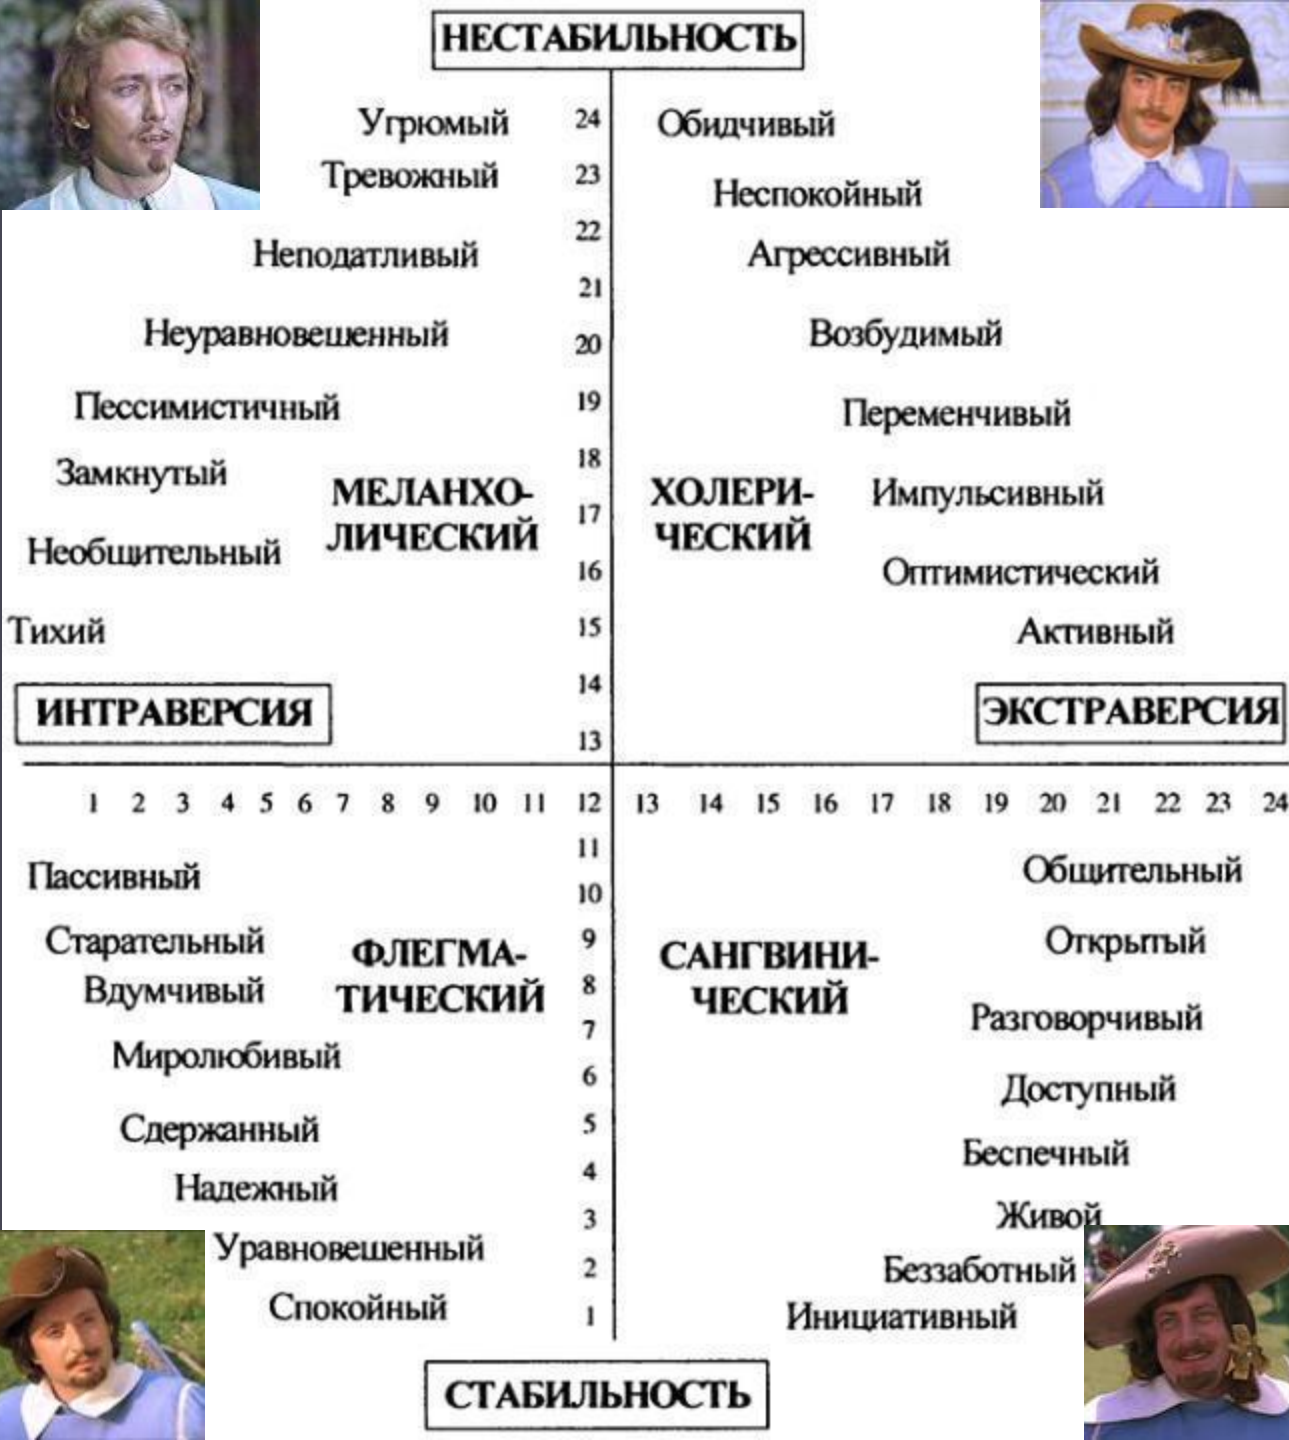 НЕСТАБИЛЬНОСТЬ
Угрюмый 24 Обидчивый
Тревожный 23
Неспокойный
22
Неподатливый Агрессивный
21
Неуравновешенный 20 Возбудимый
Пессимистичный 19 Переменчивый
18
Замкнутый
МЕЛАНХО- ХОЛЕРИ- Импульсивный
17
ЛИЧЕСКИЙ ЧЕСКИЙ
Необщительный
16 Оптимистический
Тихий 15 Активный
14
ИНТРАВЕРСИЯ ЭКСТРАВЕРСИЯ
13
1 2 3 4 5 6 7 8 9 10 11 12 13 14 15 16 17 18 19 20 21 22 23 24
11
Пассивный Общительный
10
Старательный 9 Открытый
ФЛЕГМА- САНГВИНИ-
Вдумчивый 8
ТИЧЕСКИЙ ЧЕСКИЙ
7 Разговорчивый
Миролюбивый
6 Доступный
Сдержанный 5
Беспечный
4
Надежный
3 Живой
Уравновешенный
2 Беззаботный
Спокойный 1 Инициативный
СТАБИЛЬНОСТЬ